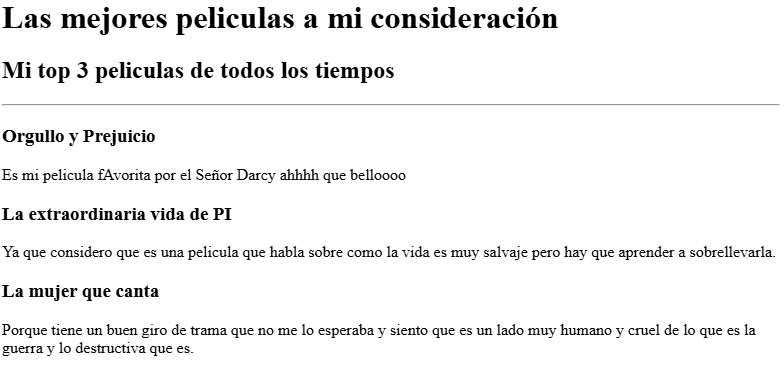 Las mejores peliculas a mi consideración
Mi top 3 peliculas de todos los tiempos
Orgullo y Prejuicio
Es mi pelicula fAvorita por el Señor Darcy ahhhh que belloooo
La extraordinaria vida de PI
Ya que considero que es una pelicula que habla sobre como la vida es muy salvaje pero hay que aprender a sobrellevarla.
La mujer que canta
Porque tiene un buen giro de trama que no me lo esperaba y siento que es un lado muy humano y cruel de lo que es la
guerra y lo destructiva que es.